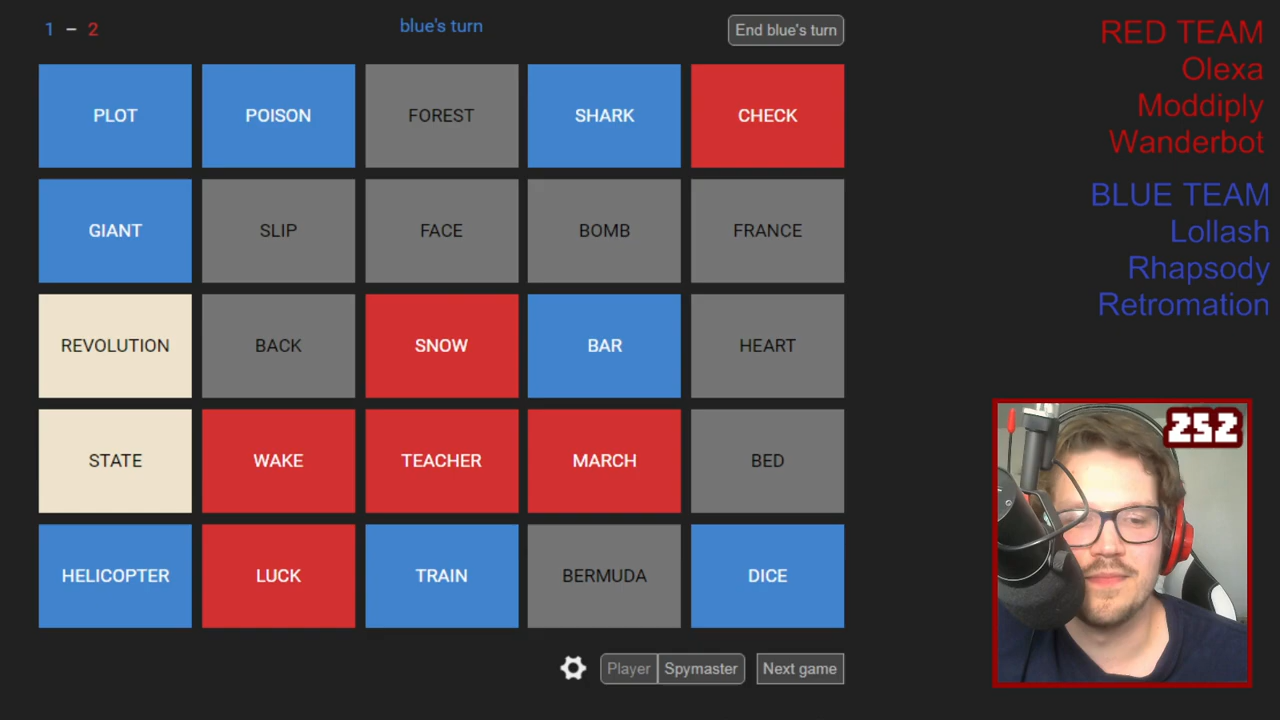 1 – 2
blue's turn
End blue's turn
PLOT POISON FOREST SHARK CHECK
GIANT SLIP FACE BOMB FRANCE
REVOLUTION BACK SNOW BAR HEART
STATE WAKE TEACHER MARCH BED
HELICOPTER LUCK TRAIN BERMUDA DICE
Player Spymaster Next game
RED TEAM
Olexa
Moddiply
Wanderbot
BLUE TEAM
Lollash
Rhapsody
Retromation
252